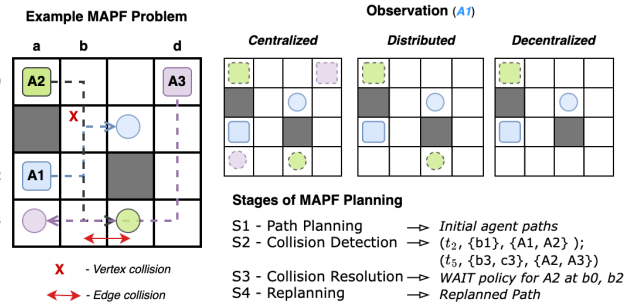 Example MAPF Problem
a
b
d
A2
A3
X
A1
X - Vertex collision
- Edge collision
Observation (A1)
Centralized
Distributed
Decentralized
Stages of MAPF Planning
S1 - Path Planning Initial agent paths
S2 - Collision Detection (t₂, {b1}, {A1, A2} );
(t₅, {b3, c3}, {A2, A3})
S3 - Collision Resolution WAIT policy for A2 at b0, b2
S4 - Replanning Replanned Path